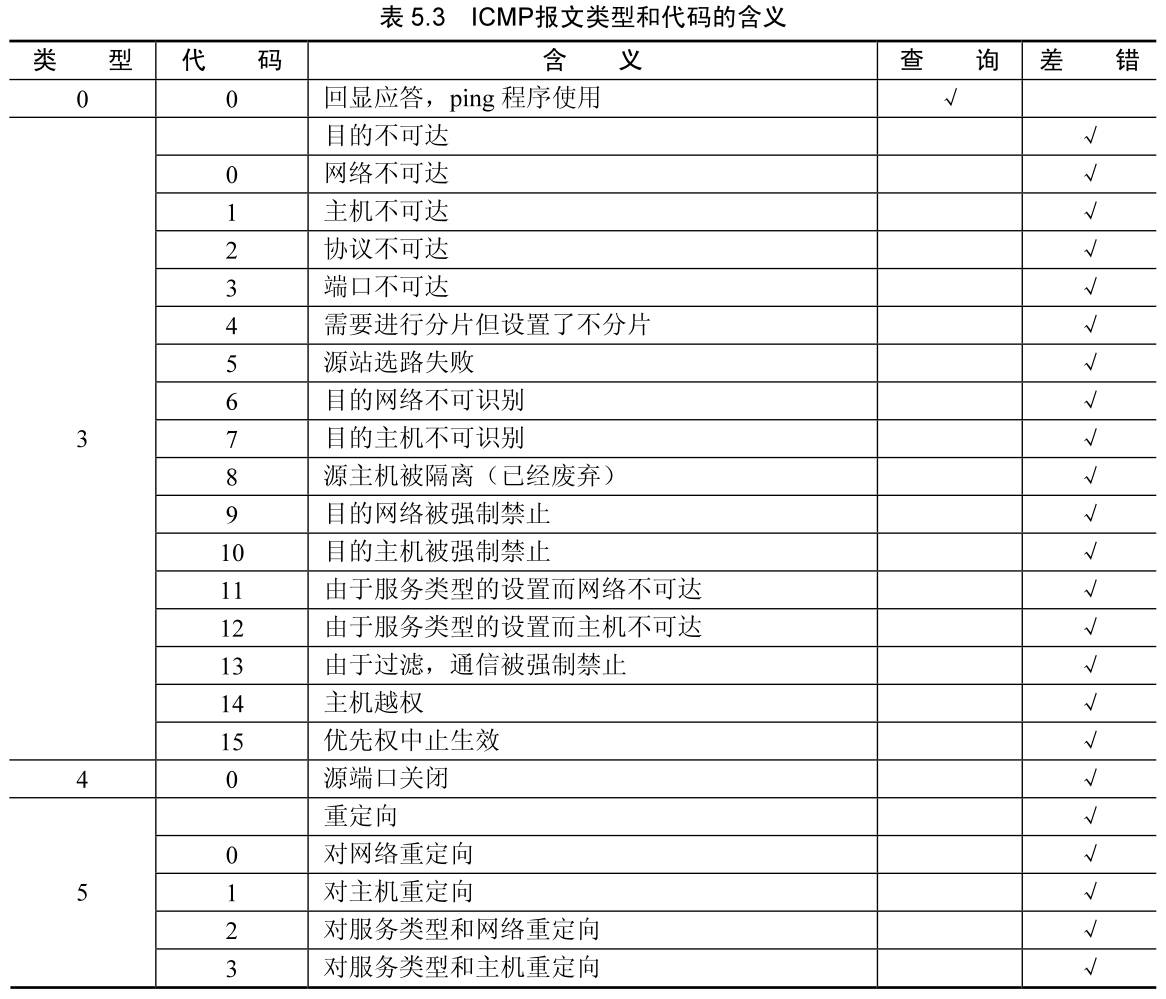 表 5.3 ICMP报文类型和代码的含义
类 型 代 码 含 义 查 询 差 错
0 0 回显应答，ping 程序使用 √
目的不可达 √
0 网络不可达 √
1 主机不可达 √
2 协议不可达 √
3 端口不可达 √
4 需要进行分片但设置了不分片 √
5 源站选路失败 √
6 目的网络不可识别 √
3 7 目的主机不可识别 √
8 源主机被隔离（已经废弃） √
9 目的网络被强制禁止 √
10 目的主机被强制禁止 √
11 由于服务类型的设置而网络不可达 √
12 由于服务类型的设置而主机不可达 √
13 由于过滤，通信被强制禁止 √
14 主机越权 √
15 优先权中止生效 √
4 0 源端口关闭 √
重定向 √
0 对网络重定向 √
5 1 对主机重定向 √
2 对服务类型和网络重定向 √
3 对服务类型和主机重定向 √